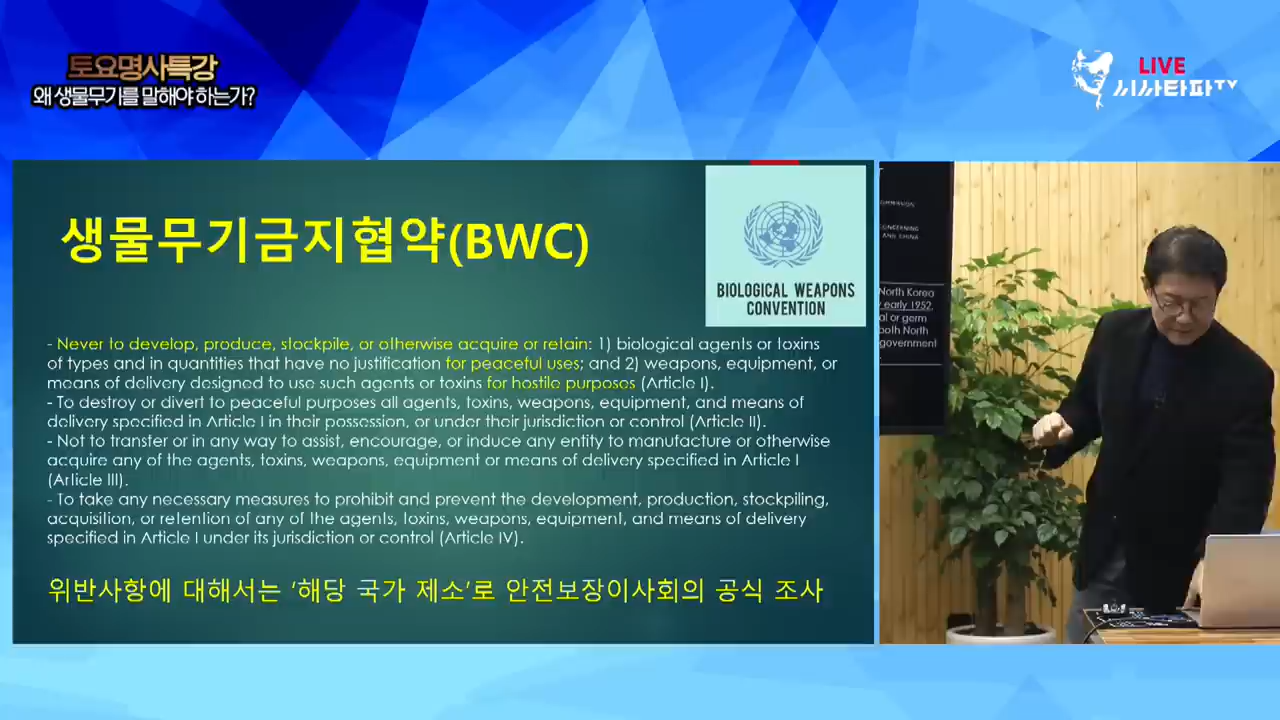 토요명사특강
왜 생물무기를 말해야 하는가?
LIVE
시사타파TV
생물무기금지협약(BWC)
BIOLOGICAL WEAPONS
CONVENTION
- Never to develop, produce, stockpile, or otherwise acquire or retain: 1) biological agents or toxins
of types and in quantities that have no justification for peaceful uses; and 2) weapons, equipment, or
means of delivery designed to use such agents or toxins for hostile purposes (Article I).
- To destroy or divert to peaceful purposes all agents, toxins, weapons, equipment, and means of
delivery specified in Article I in their possession, or under their jurisdiction or control (Article II).
- Not to transfer or in any way to assist, encourage, or induce any entity to manufacture or otherwise
acquire any of the agents, toxins, weapons, equipment or means of delivery specified in Article I
(Article III).
- To take any necessary measures to prohibit and prevent the development, production, stockpiling,
acquisition, or retention of any of the agents, toxins, weapons, equipment, and means of delivery
specified in Article I under its jurisdiction or control (Article IV).
위반사항에 대해서는 '해당 국가 제소'로 안전보장이사회의 공식 조사
AND CHINA
North Korea
early 1952,
al or germ
both North
government